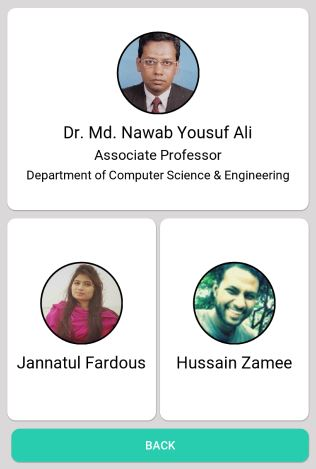 Dr. Md. Nawab Yousuf Ali
Associate Professor
Department of Computer Science & Engineering
Jannatul Fardous
Hussain Zamee
BACK